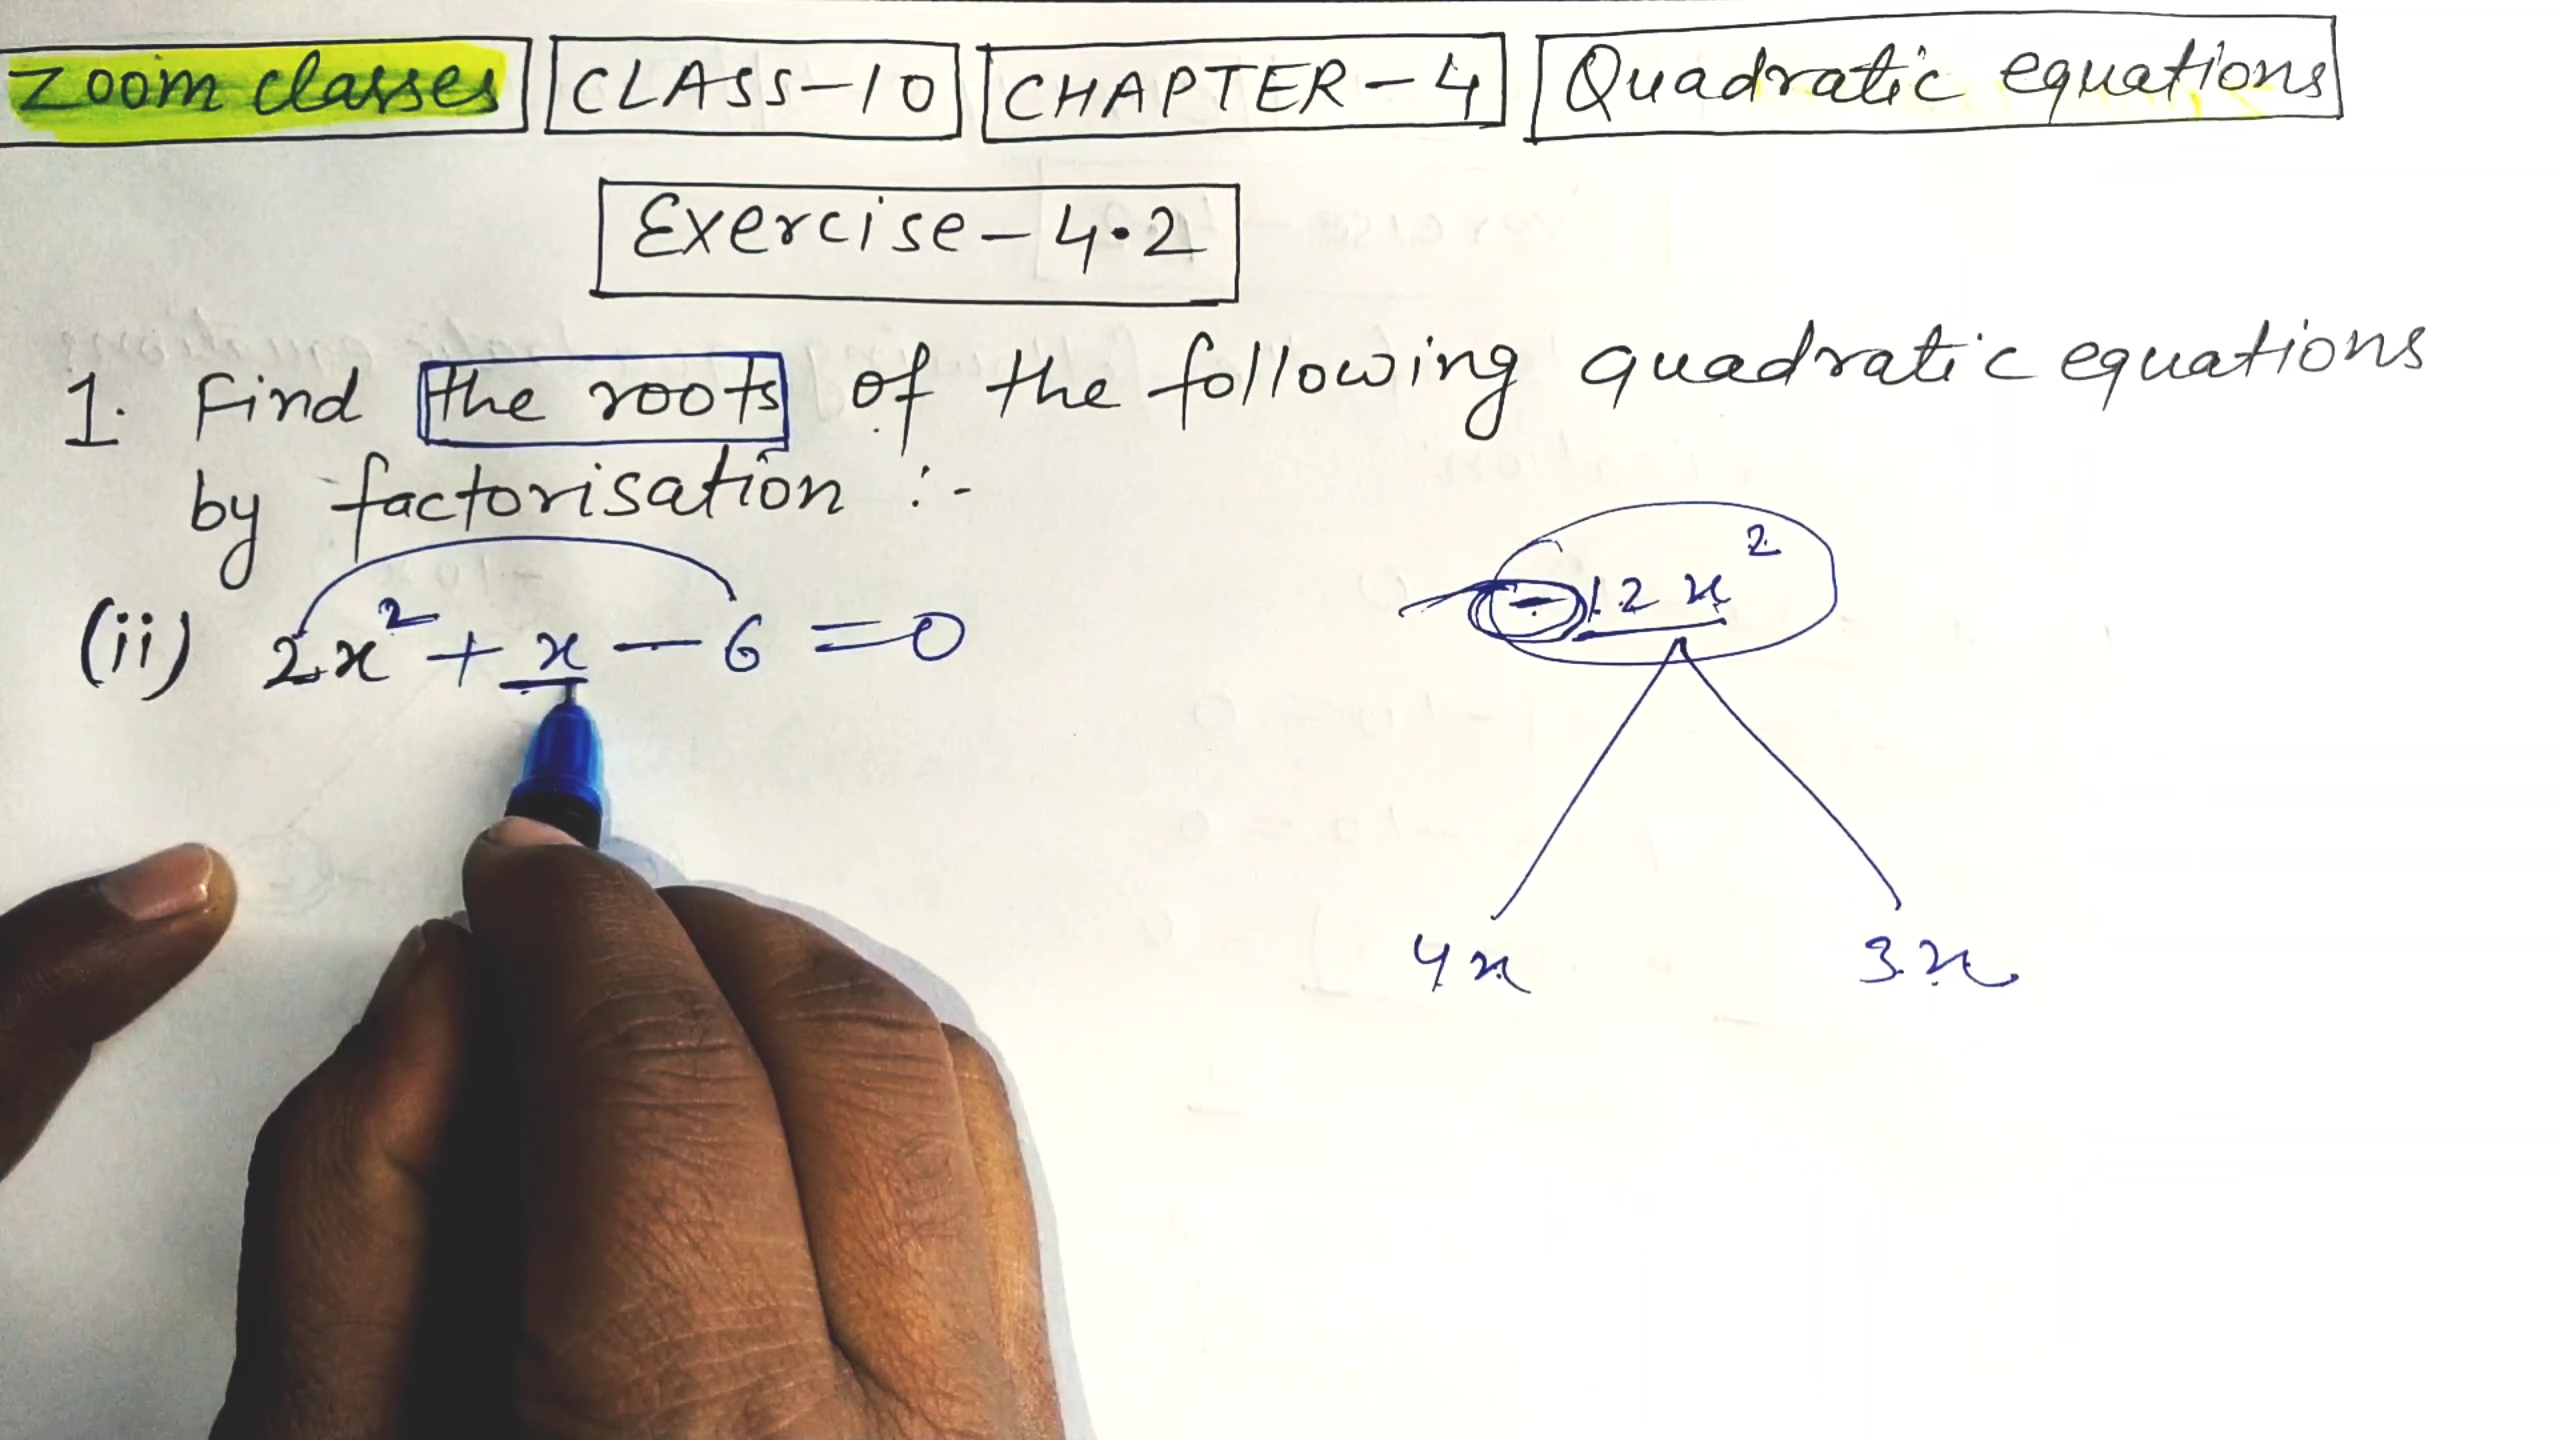 Zoom classes CLASS-10 CHAPTER-4 Quadratic equations
Exercise-4.2
1. Find the roots of the following quadratic equations
by factorisation :-
(ii) 2x² + x - 6 = 0
-12x²
4x 3x